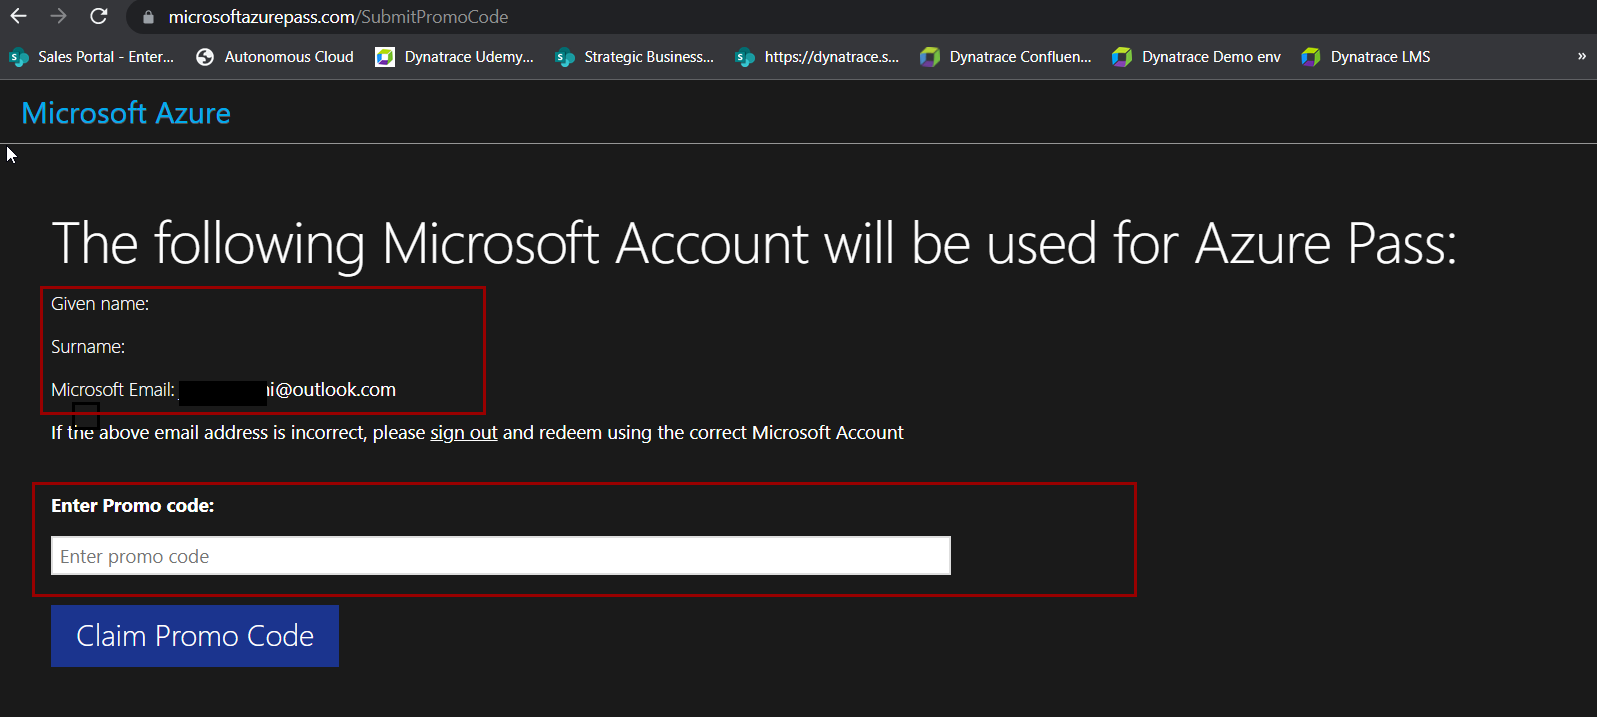 microsoftazurepass.com/SubmitPromoCode
Sales Portal - Enter... Autonomous Cloud Dynatrace Udemy... Strategic Business... https://dynatrace.s... Dynatrace Confluen... Dynatrace Demo env Dynatrace LMS »
Microsoft Azure
The following Microsoft Account will be used for Azure Pass:
Given name:
Surname:
Microsoft Email: i@outlook.com
If the above email address is incorrect, please sign out and redeem using the correct Microsoft Account
Enter Promo code:
Enter promo code
Claim Promo Code